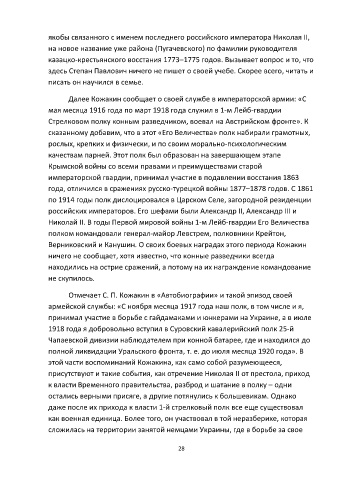 якобы связанного с именем последнего российского императора Николая II,
на новое название уже района (Пугачевского) по фамилии руководителя
казацко-крестьянского восстания 1773–1775 годов. Вызывает вопрос и то, что
здесь Степан Павлович ничего не пишет о своей учебе. Скорее всего, читать и
писать он научился в семье.
Далее Кожакин сообщает о своей службе в императорской армии: «С
мая месяца 1916 года по март 1918 года служил в 1-м Лейб-гвардии
Стрелковом полку конным разведчиком, воевал на Австрийском фронте». К
сказанному добавим, что в этот «Его Величества» полк набирали грамотных,
рослых, крепких и физически, и по своим морально-психологическим
качествам парней. Этот полк был образован на завершающем этапе
Крымской войны со всеми правами и преимуществами старой
императорской гвардии, принимал участие в подавлении восстания 1863
года, отличился в сражениях русско-турецкой войны 1877–1878 годов. С 1861
по 1914 годы полк дислоцировался в Царском Селе, загородной резиденции
российских императоров. Его шефами были Александр II, Александр III и
Николай II. В годы Первой мировой войны 1-м Лейб-гвардии Его Величества
полком командовали генерал-майор Левстрем, полковники Крейтон,
Верниковский и Канушин. О своих боевых наградах этого периода Кожакин
ничего не сообщает, хотя известно, что конные разведчики всегда
находились на острие сражений, а потому на их награждение командование
не скупилось.
Отмечает С. П. Кожакин в «Автобиографии» и такой эпизод своей
армейской службы: «С ноября месяца 1917 года наш полк, в том числе и я,
принимал участие в борьбе с гайдамаками и юнкерами на Украине, а в июле
1918 года я добровольно вступил в Суровский кавалерийский полк 25-й
Чапаевской дивизии наблюдателем при конной батарее, где и находился до
полной ликвидации Уральского фронта, т. е. до июля месяца 1920 года». В
этой части воспоминаний Кожакина, как само собой разумеющееся,
присутствуют и такие события, как отречение Николая II от престола, приход
к власти Временного правительства, разброд и шатание в полку – одни
остались верными присяге, а другие потянулись к большевикам. Однако
даже после их прихода к власти 1-й стрелковый полк все еще существовал
как военная единица. Более того, он участвовал в той неразберихе, которая
сложилась на территории занятой немцами Украины, где в борьбе за свое
28